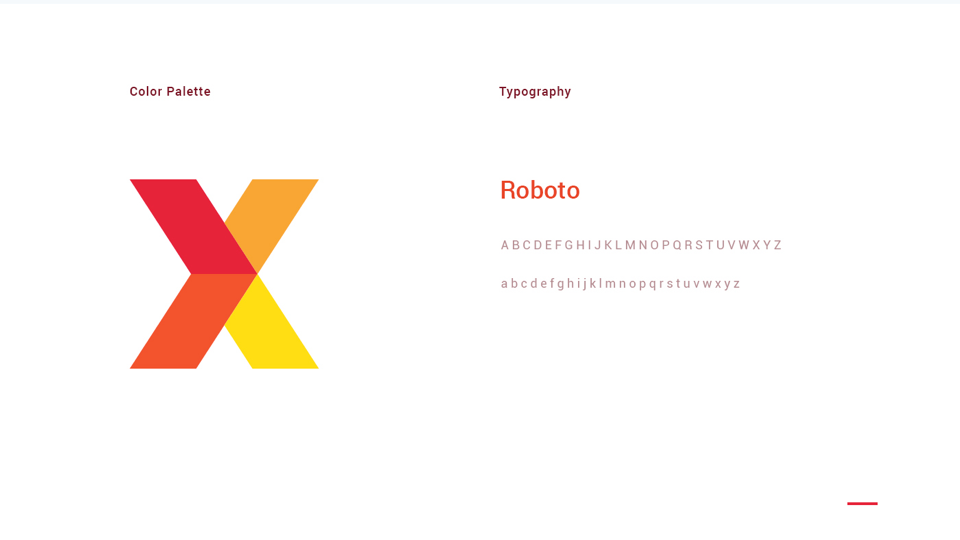 Color Palette
Typography
Roboto
A B C D E F G H I J K L M N O P Q R S T U V W X Y Z
a b c d e f g h i j k l m n o p q r s t u v w x y z